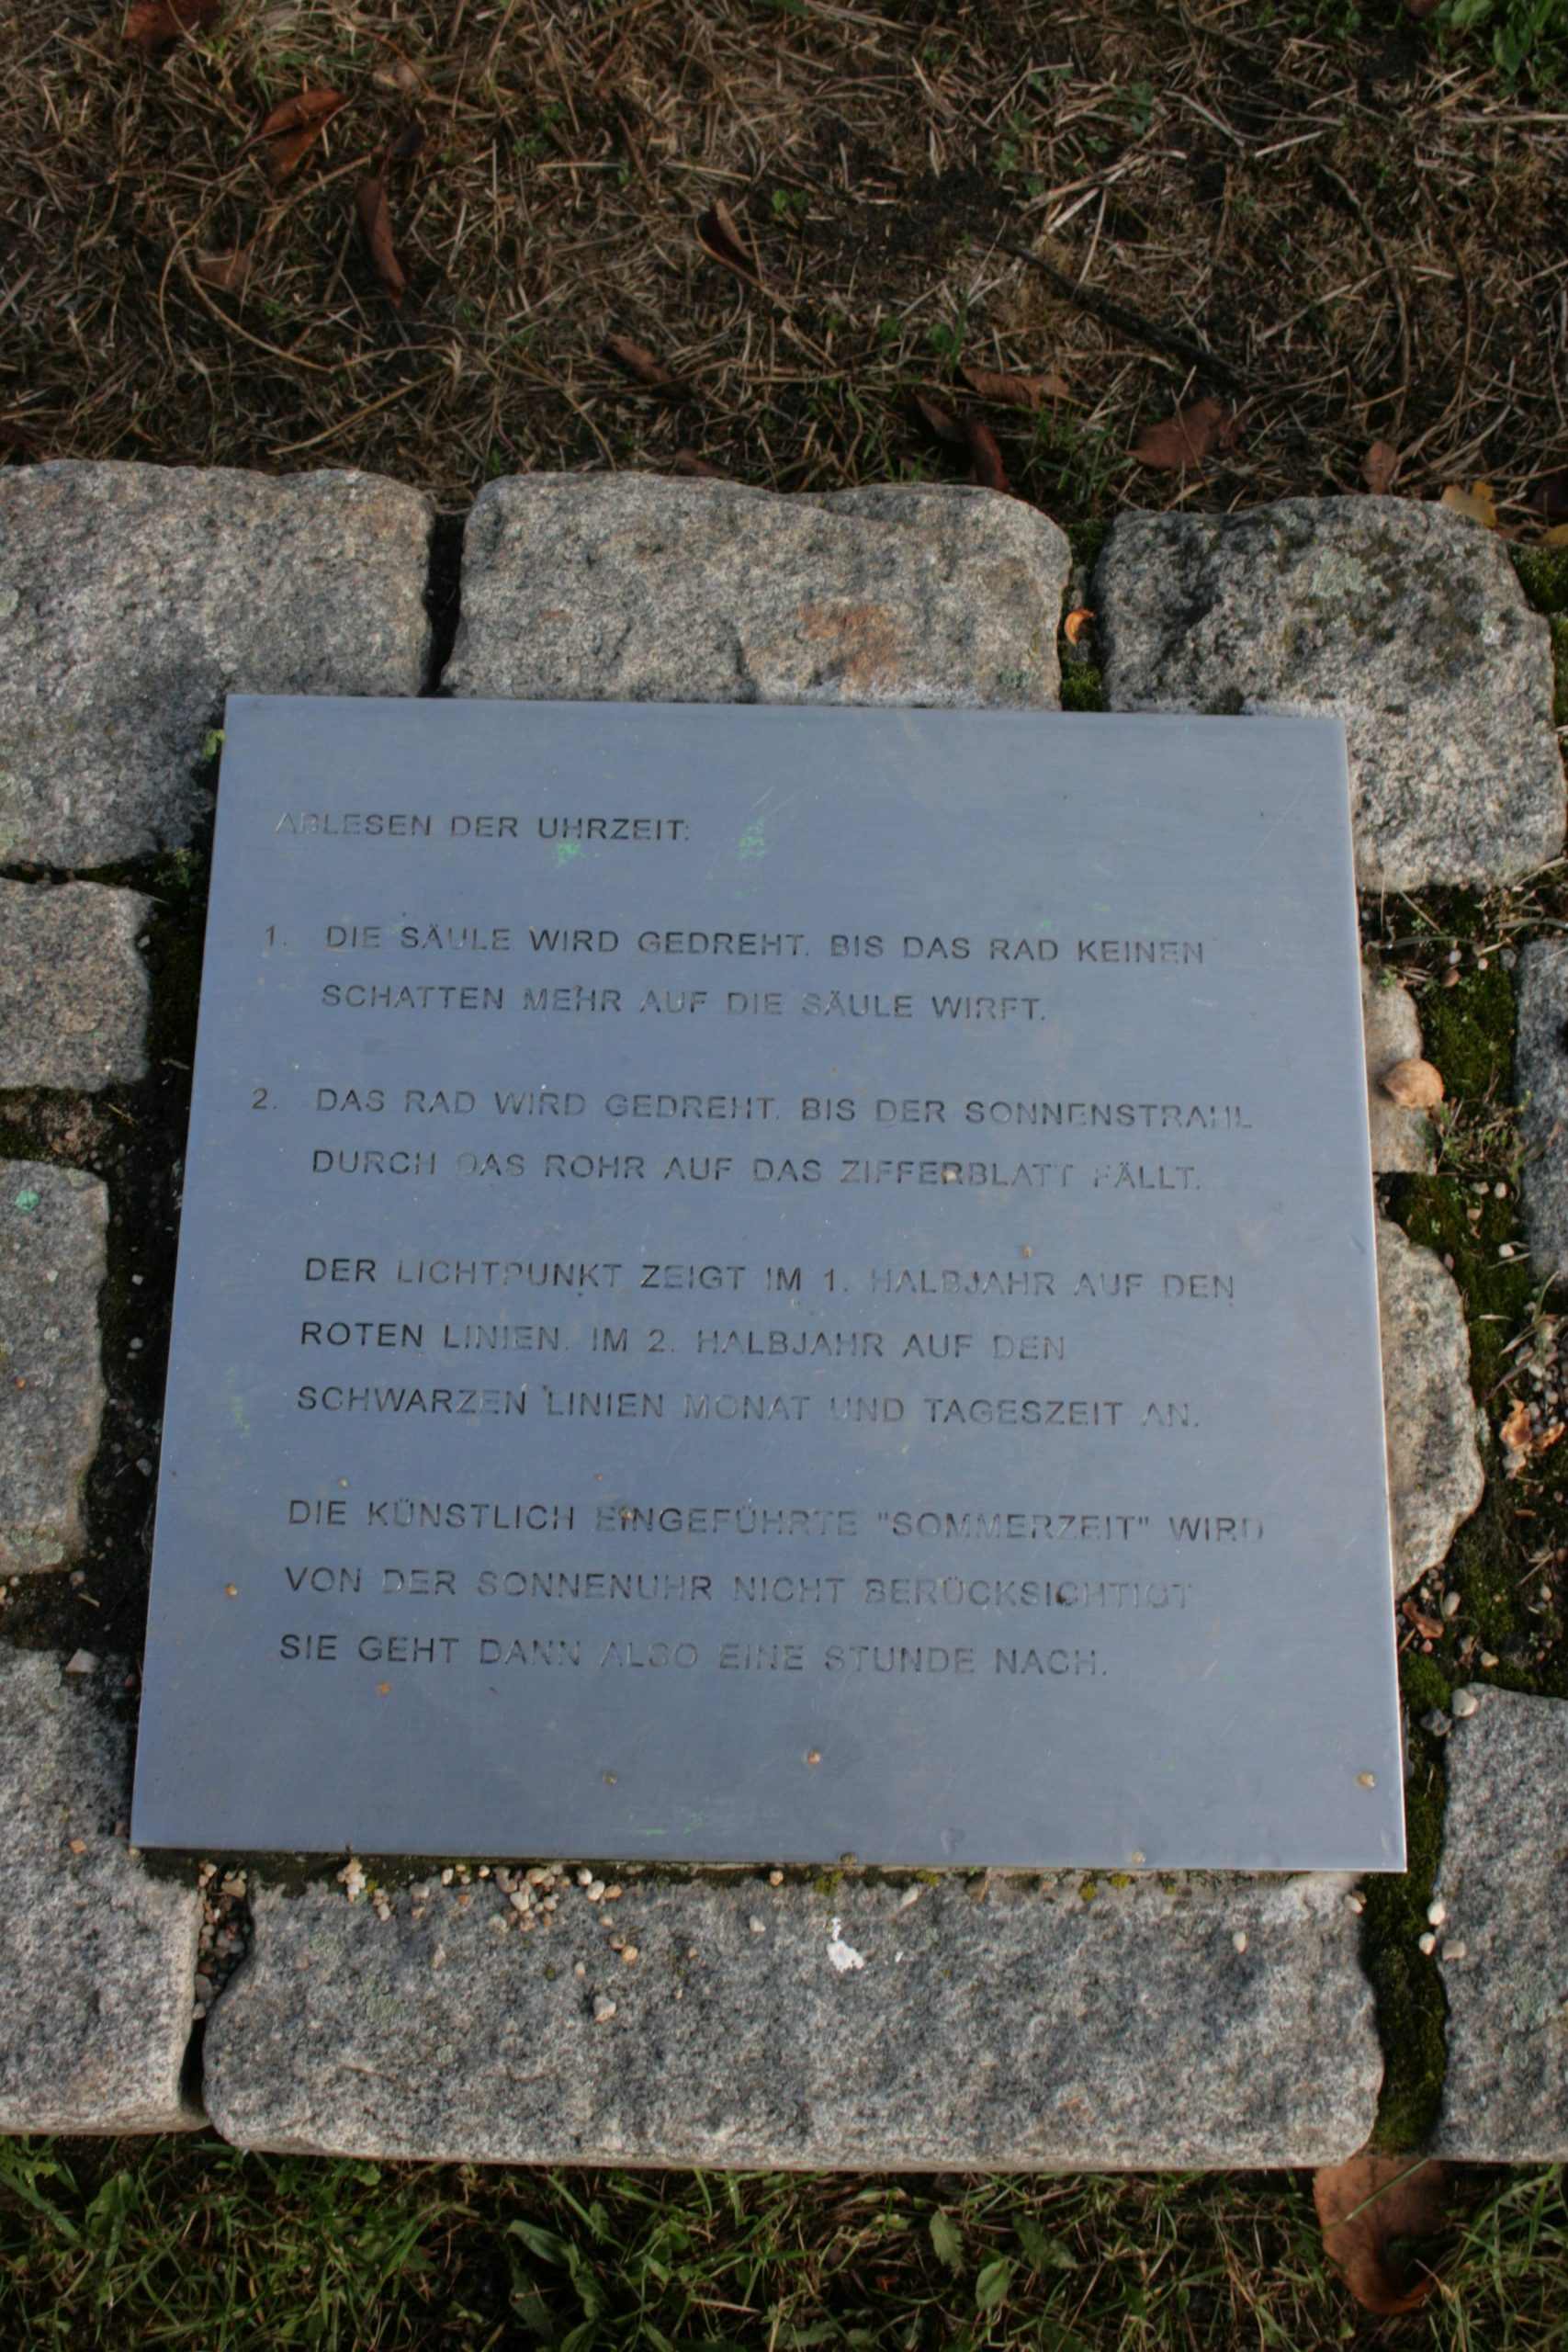 ABLESEN DER UHRZEIT:
1. DIE SÄULE WIRD GEDREHT. BIS DAS RAD KEINEN
SCHATTEN MEHR AUF DIE SÄULE WIRFT.
2. DAS RAD WIRD GEDREHT. BIS DER SONNENSTRAHL
DURCH DAS ROHR AUF DAS ZIFFERBLATT FÄLLT.
DER LICHTPUNKT ZEIGT IM 1. HALBJAHR AUF DEN
ROTEN LINIEN. IM 2. HALBJAHR AUF DEN
SCHWARZEN LINIEN MONAT UND TAGESZEIT AN.
DIE KÜNSTLICH EINGEFÜHRTE "SOMMERZEIT" WIRD
VON DER SONNENUHR NICHT BERÜCKSICHTIGT
SIE GEHT DANN ALSO EINE STUNDE NACH.